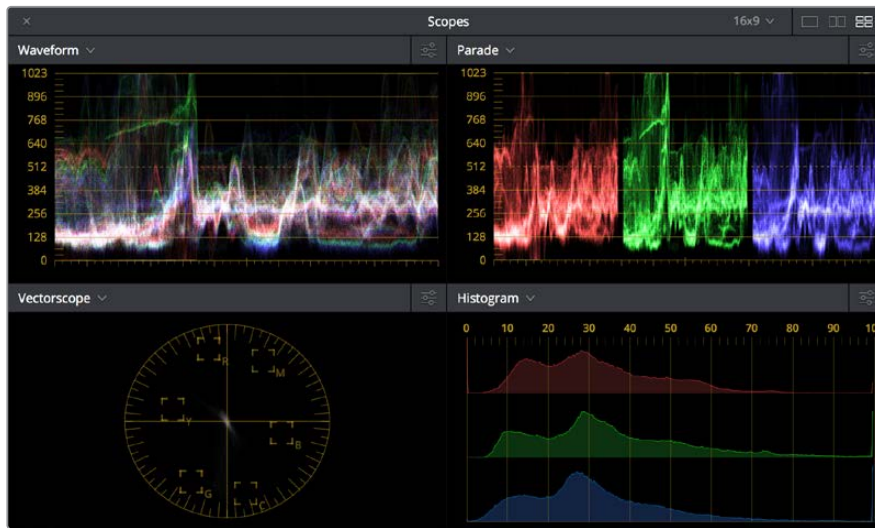 × Scopes 16x9
Waveform Parade
1023 1023
896 896
768 768
640 640
512 512
384 384
256 256
128 128
0 0
Vectorscope Histogram
0 10 20 30 40 50 60 70 80 90
R
M
Y
B
G
C